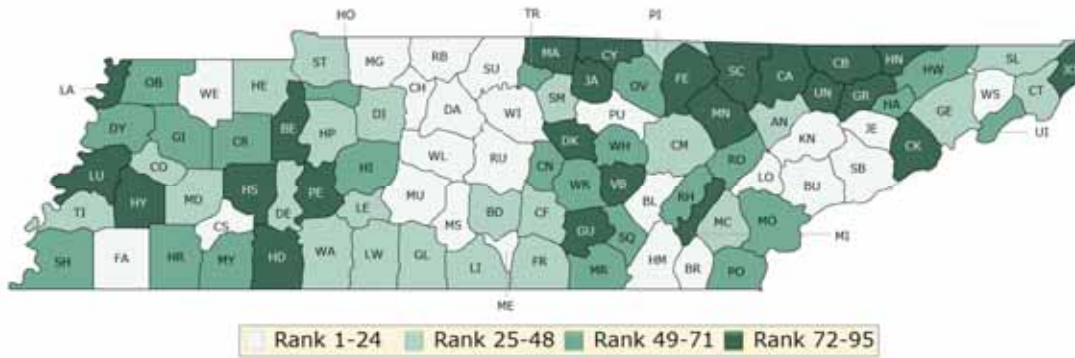 HO TR PI
ST MG RB SU MA CY FE SC CA CB HN HW SL JO
LA OB WE HE CH JA OV UN GR HA WS CT
DY GI CR BE HP DI DA WI SM PU MN AN KN JE GE UI
LU CO HS PE HI WL RU DK WH CM RO LO BU SB CK
TI HY MD DE LE MU CN WR VB BL RH MC MO MI
CS MS BD CF GU SQ
SH FA HR MY HD WA LW GL LI FR MR HM BR PO
ME
Rank 1-24 Rank 25-48 Rank 49-71 Rank 72-95